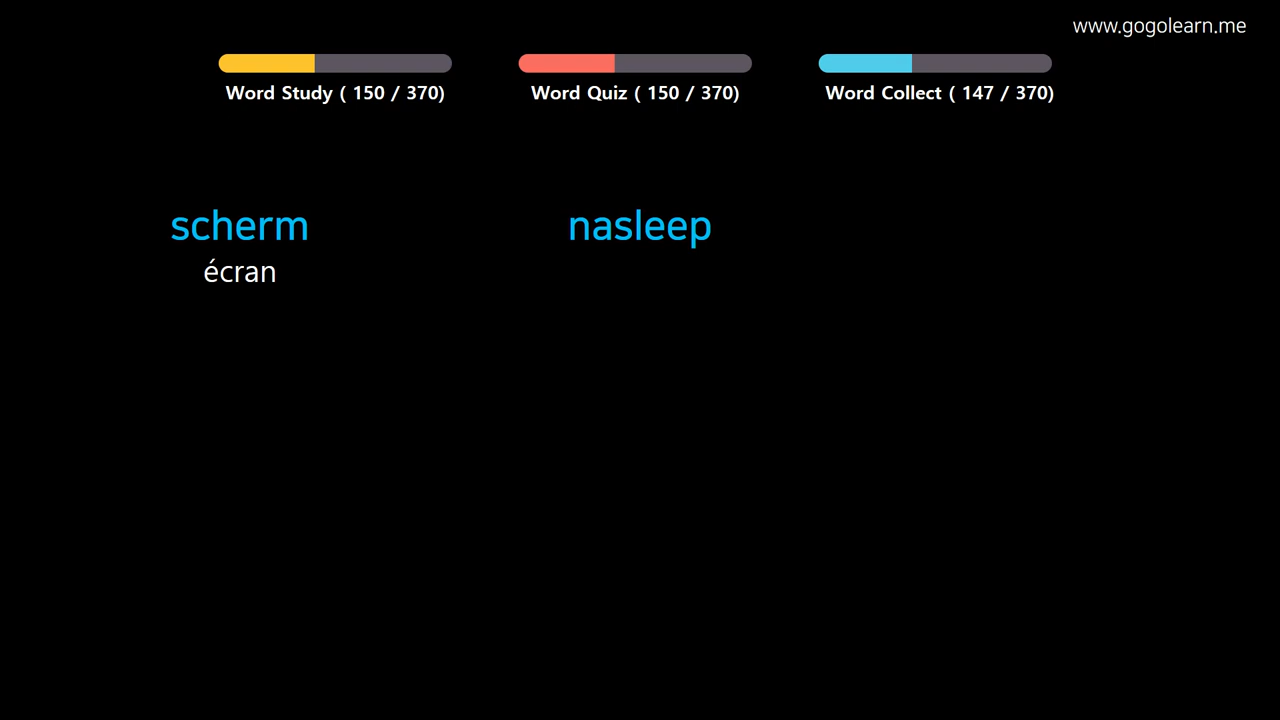 www.gogolearn.me
Word Study ( 150 / 370)
Word Quiz ( 150 / 370)
Word Collect ( 147 / 370)
scherm
écran
nasleep